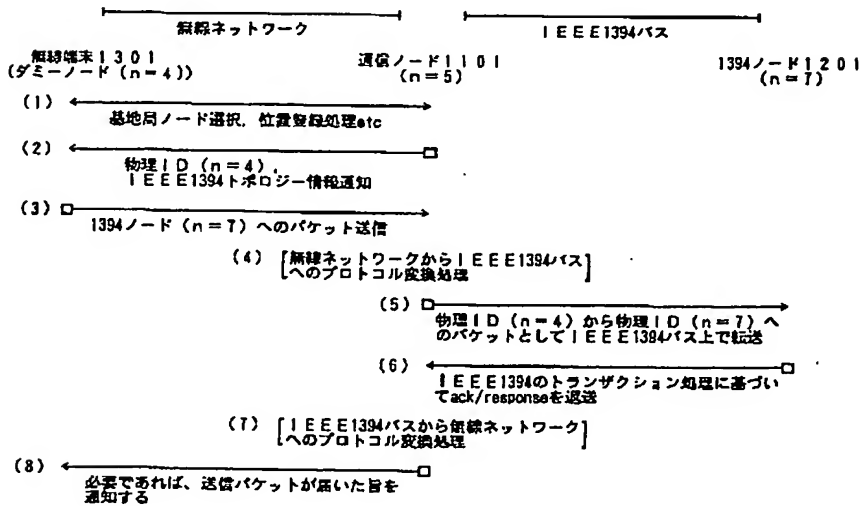 無線ネットワーク
IEEE1394バス
無線端末1301
(ダミーノード(n=4))
通信ノード1101
(n=5)
1394ノード1201
(n=7)
(1)
基地局ノード選択, 位置登録処理etc
(2)
物理ID(n=4),
IEEE1394トポロジー情報通知
(3)
1394ノード(n=7)へのパケット送信
(4) [無線ネットワークからIEEE1394バス
へのプロトコル変換処理]
(5)
物理ID(n=4)から物理ID(n=7)へ
のパケットとしてIEEE1394バス上で転送
(6)
IEEE1394のトランザクション処理に基づい
てack/responseを返送
(7) [IEEE1394バスから無線ネットワーク
へのプロトコル変換処理]
(8)
必要であれば、送信パケットが届いた旨を
通知する